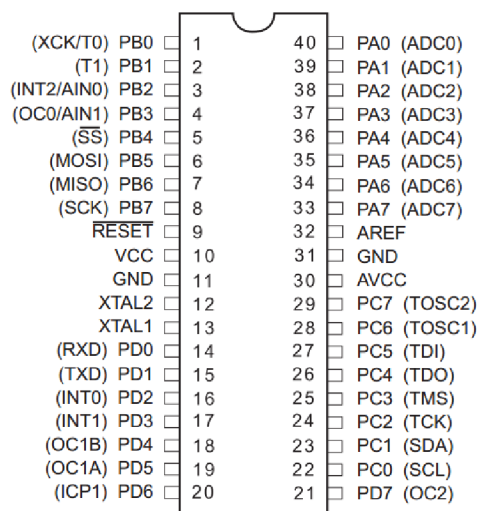 (XCK/T0) PB0 1 40 PA0 (ADC0)
(T1) PB1 2 39 PA1 (ADC1)
(INT2/AIN0) PB2 3 38 PA2 (ADC2)
(OC0/AIN1) PB3 4 37 PA3 (ADC3)
(S̅S̅) PB4 5 36 PA4 (ADC4)
(MOSI) PB5 6 35 PA5 (ADC5)
(MISO) PB6 7 34 PA6 (ADC6)
(SCK) PB7 8 33 PA7 (ADC7)
R̅E̅S̅E̅T̅ 9 32 AREF
VCC 10 31 GND
GND 11 30 AVCC
XTAL2 12 29 PC7 (TOSC2)
XTAL1 13 28 PC6 (TOSC1)
(RXD) PD0 14 27 PC5 (TDI)
(TXD) PD1 15 26 PC4 (TDO)
(INT0) PD2 16 25 PC3 (TMS)
(INT1) PD3 17 24 PC2 (TCK)
(OC1B) PD4 18 23 PC1 (SDA)
(OC1A) PD5 19 22 PC0 (SCL)
(ICP1) PD6 20 21 PD7 (OC2)